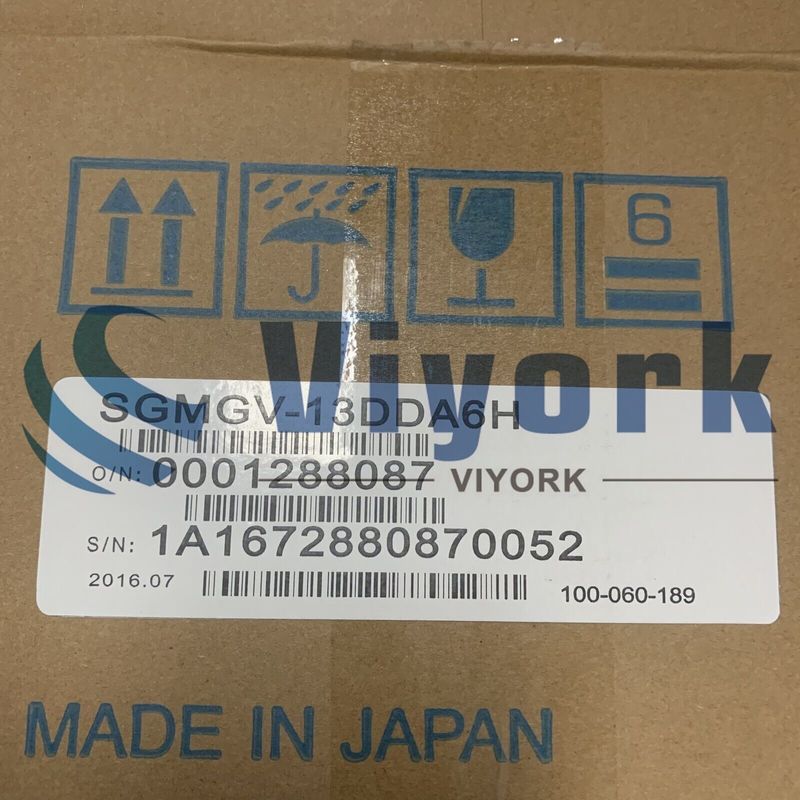 6
Viyork
SGMGV-13DDA6H
O/N: 0001288087
VIYORK
S/N: 1A1672880870052
2016.07
100-060-189
MADE IN JAPAN